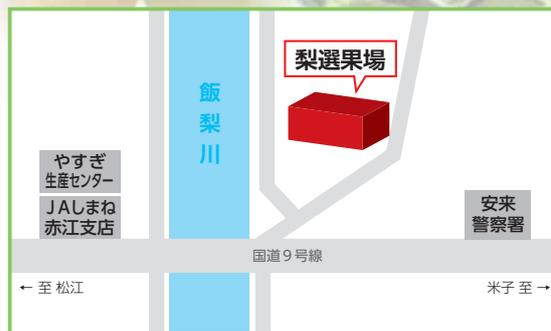 梨選果場
飯梨川
やすぎ
生産センター
JAしまね
赤江支店
安来
警察署
国道9号線
← 至 松江
米子 至 →